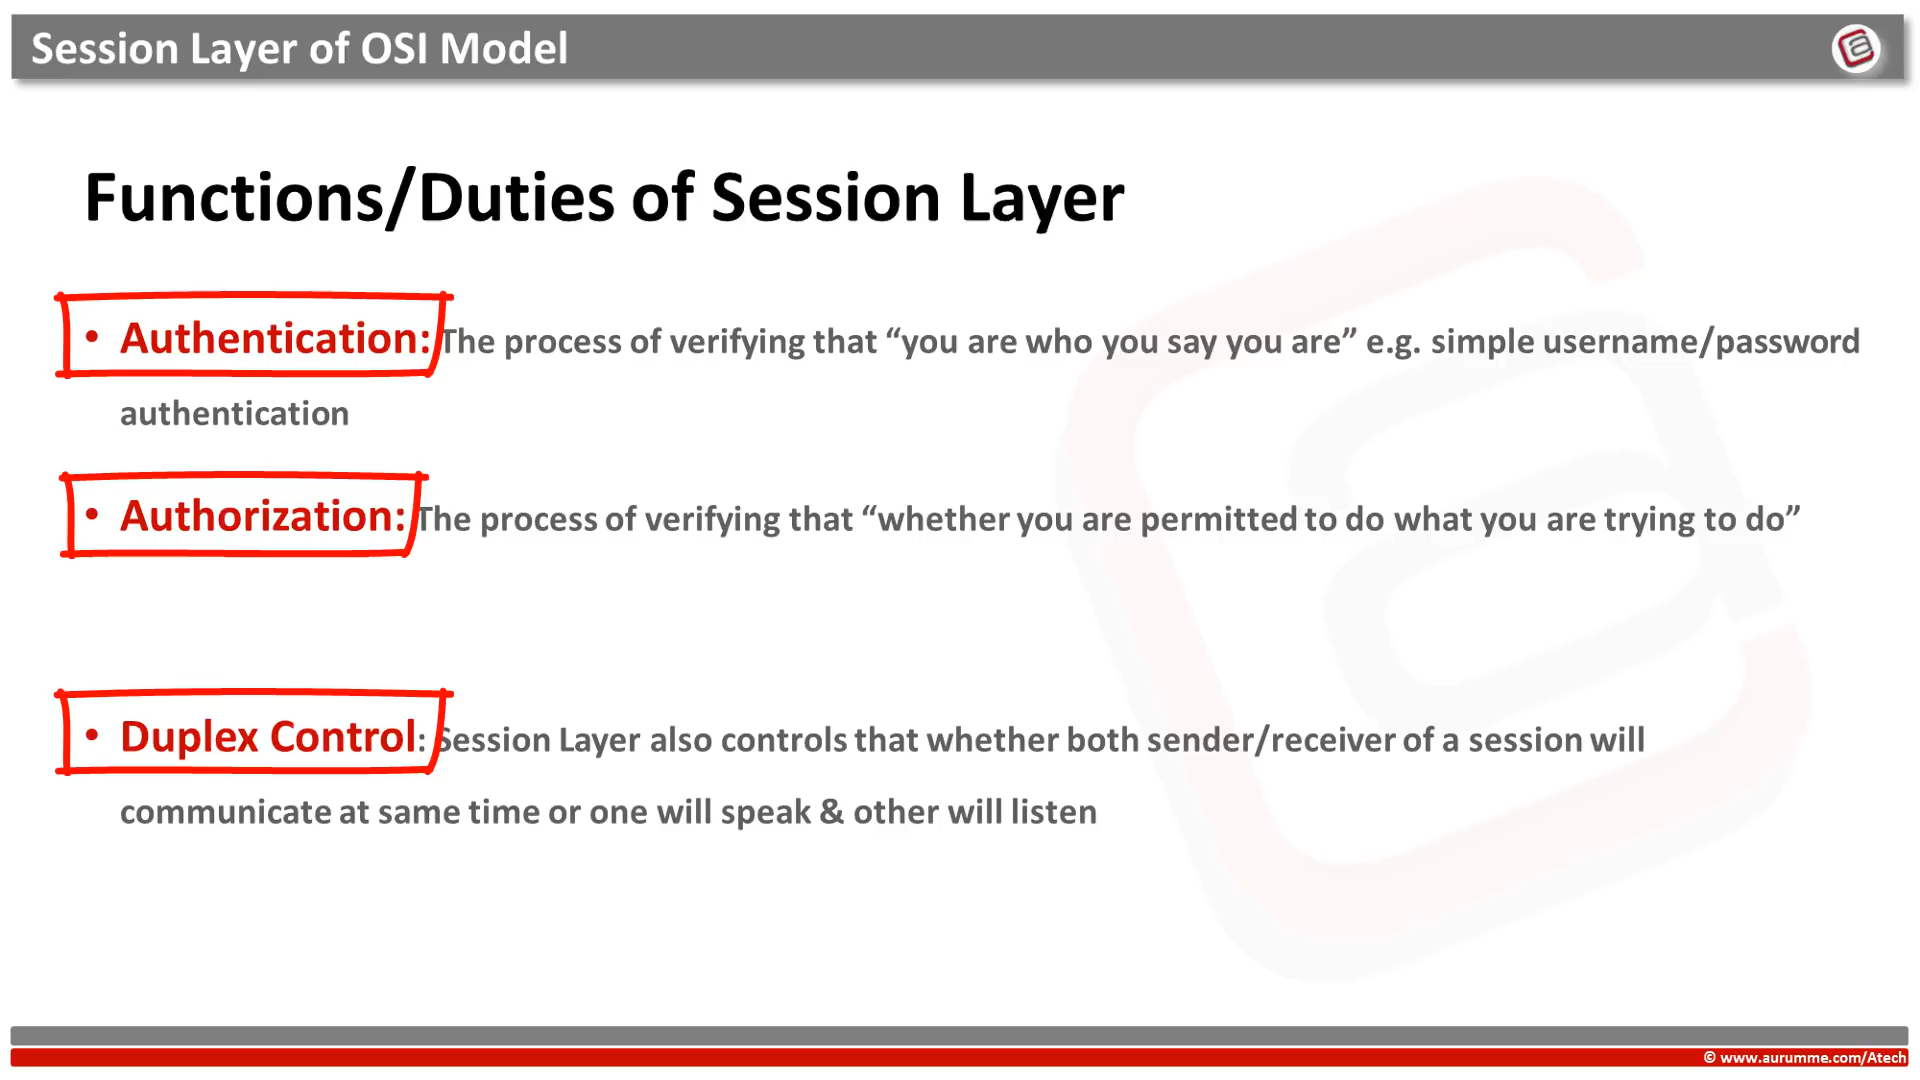 Session Layer of OSI Model
Functions/Duties of Session Layer
• Authentication: The process of verifying that “you are who you say you are” e.g. simple username/password
authentication
• Authorization: The process of verifying that “whether you are permitted to do what you are trying to do”
• Duplex Control: Session Layer also controls that whether both sender/receiver of a session will
communicate at same time or one will speak & other will listen
© www.aurumme.com/Atech